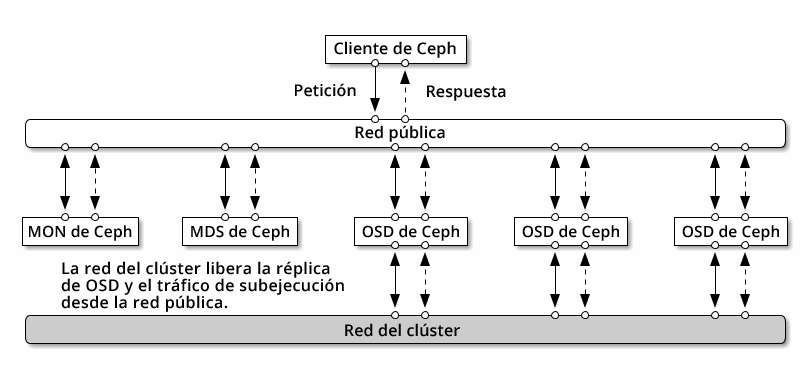 Cliente de Ceph
Petición
Respuesta
Red pública
MON de Ceph
MDS de Ceph
OSD de Ceph
OSD de Ceph
OSD de Ceph
La red del clúster libera la réplica
de OSD y el tráfico de subejecución
desde la red pública.
Red del clúster